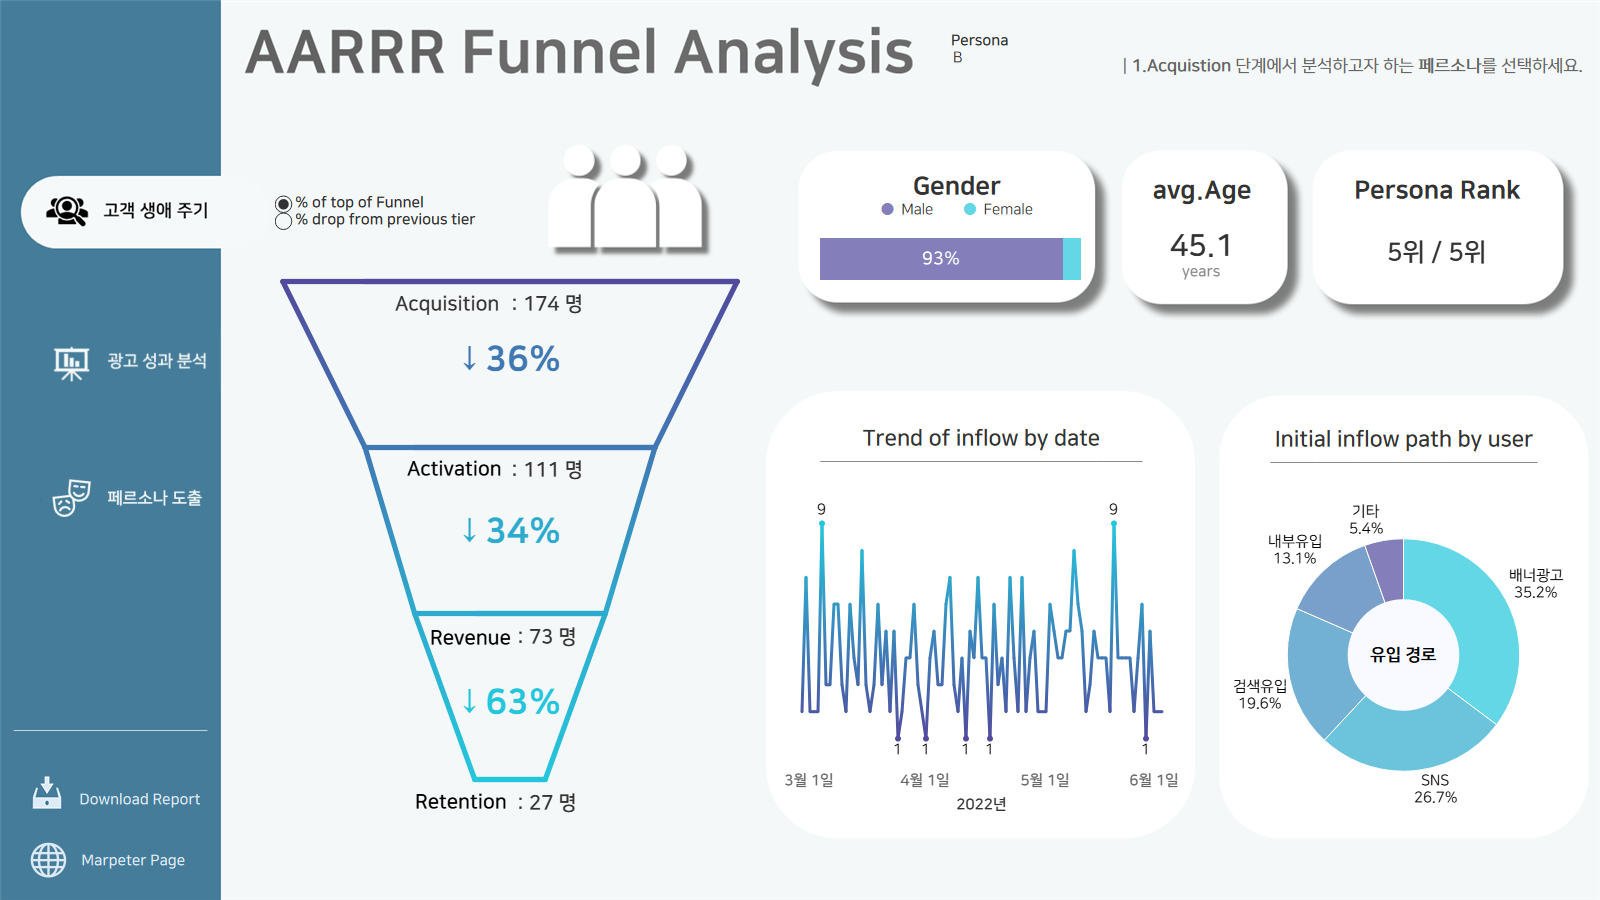 AARRR Funnel Analysis
Persona
B
| 1.Acquistion 단계에서 분석하고자 하는 페르소나를 선택하세요.
고객 생애 주기
광고 성과 분석
페르소나 도출
Download Report
Marpeter Page
% of top of Funnel
% drop from previous tier
Acquisition : 174 명
↓ 36%
Activation : 111 명
↓ 34%
Revenue : 73 명
↓ 63%
Retention : 27 명
Gender
Male Female
93%
avg.Age
45.1
years
Persona Rank
5위 / 5위
Trend of inflow by date
9 9
1 1 1 1 1
3월 1일 4월 1일 5월 1일 6월 1일
2022년
Initial inflow path by user
기타
5.4%
내부유입
13.1%
배너광고
35.2%
유입 경로
검색유입
19.6%
SNS
26.7%